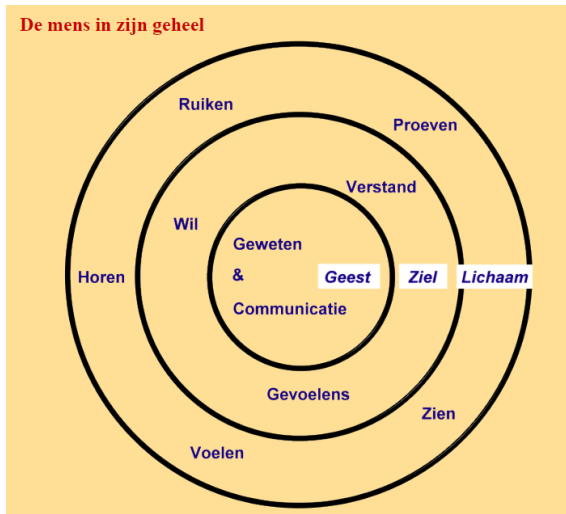 De mens in zijn geheel
Ruiken
Proeven
Verstand
Wil
Geweten
Horen
&
Geest
Ziel
Lichaam
Communicatie
Gevoelens
Zien
Voelen